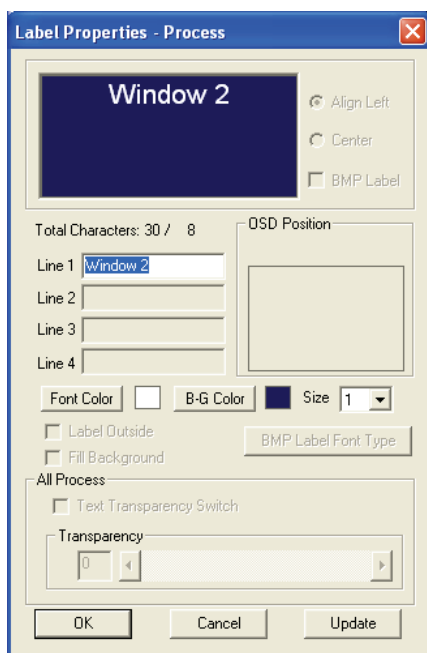 Label Properties - Process
Window 2
Align Left
Center
BMP Label
Total Characters: 30 / 8
OSD Position
Line 1 Window 2
Line 2
Line 3
Line 4
Font Color B-G Color Size 1
Label Outside
Fill Background
BMP Label Font Type
All Process
Text Transparency Switch
Transparency
0
OK Cancel Update